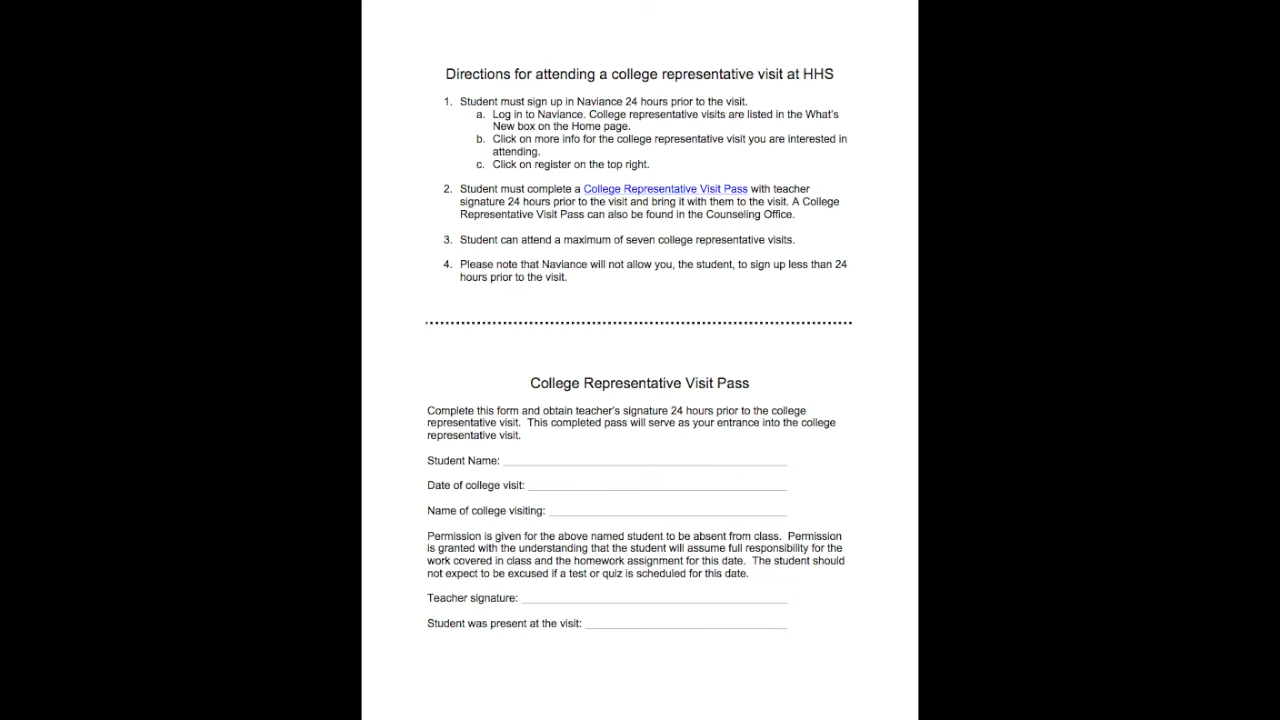 Directions for attending a college representative visit at HHS
1. Student must sign up in Naviance 24 hours prior to the visit.
a. Log in to Naviance. College representative visits are listed in the What's
New box on the Home page.
b. Click on more info for the college representative visit you are interested in
attending.
c. Click on register on the top right.
2. Student must complete a College Representative Visit Pass with teacher
signature 24 hours prior to the visit and bring it with them to the visit. A College
Representative Visit Pass can also be found in the Counseling Office.
3. Student can attend a maximum of seven college representative visits.
4. Please note that Naviance will not allow you, the student, to sign up less than 24
hours prior to the visit.
College Representative Visit Pass
Complete this form and obtain teacher's signature 24 hours prior to the college
representative visit. This completed pass will serve as your entrance into the college
representative visit.
Student Name:
Date of college visit:
Name of college visiting:
Permission is given for the above named student to be absent from class. Permission
is granted with the understanding that the student will assume full responsibility for the
work covered in class and the homework assignment for this date. The student should
not expect to be excused if a test or quiz is scheduled for this date.
Teacher signature:
Student was present at the visit: